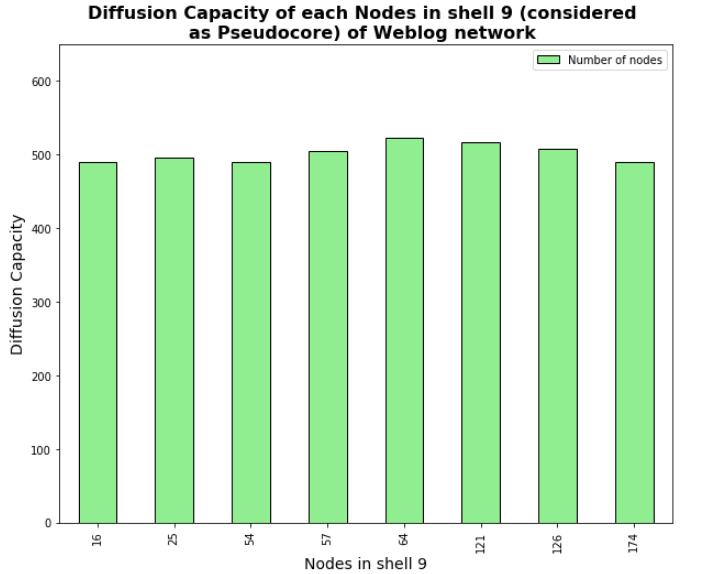 Diffusion Capacity of each Nodes in shell 9 (considered
as Pseudocore) of Weblog network
Number of nodes
600
500
400
300
200
100
0
Diffusion Capacity
16 25 54 57 64 121 126 174
Nodes in shell 9